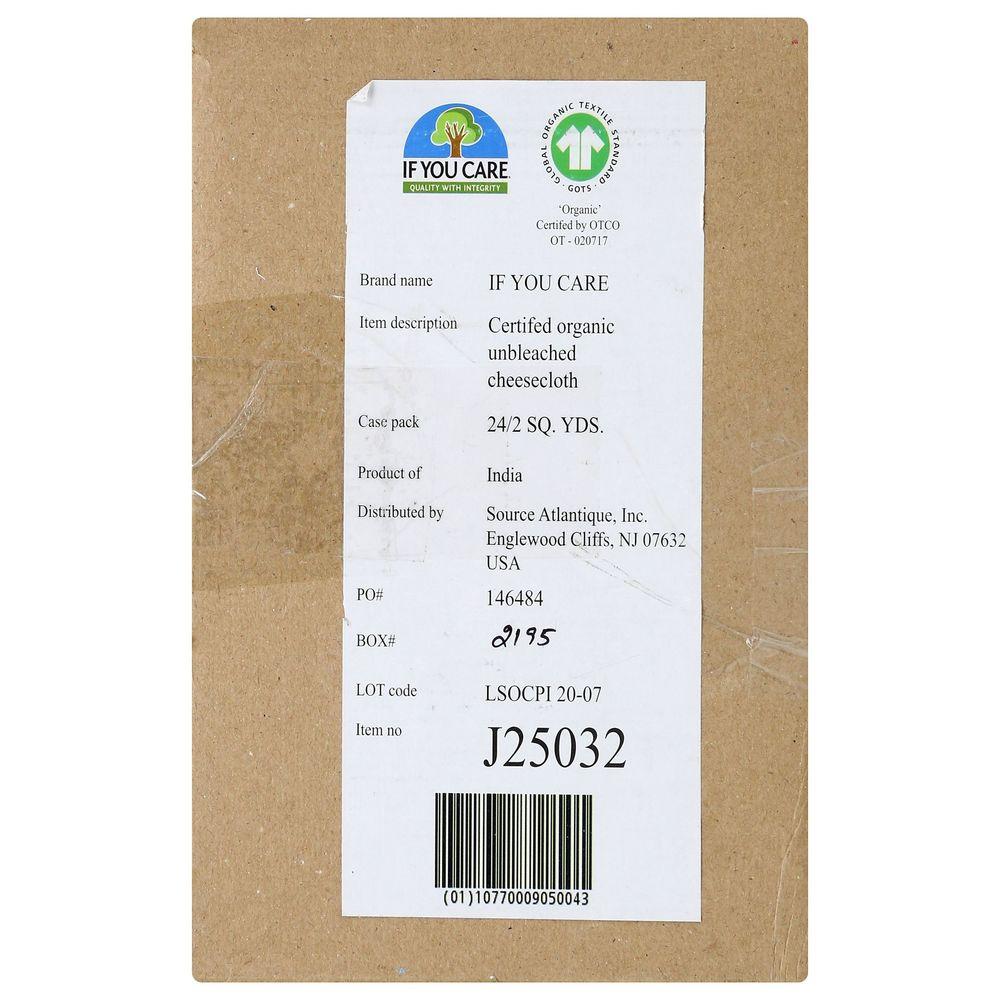 IF YOU CARE
QUALITY WITH INTEGRITY
GLOBAL ORGANIC TEXTILE STANDARD
· GOTS ·
‘Organic’
Certifed by OTCO
OT - 020717
Brand name IF YOU CARE
Item description Certifed organic
unbleached
cheesecloth
Case pack 24/2 SQ. YDS.
Product of India
Distributed by Source Atlantique, Inc.
Englewood Cliffs, NJ 07632
USA
PO# 146484
BOX# 2195
LOT code LSOCPI 20-07
Item no J25032
(01)10770009050043